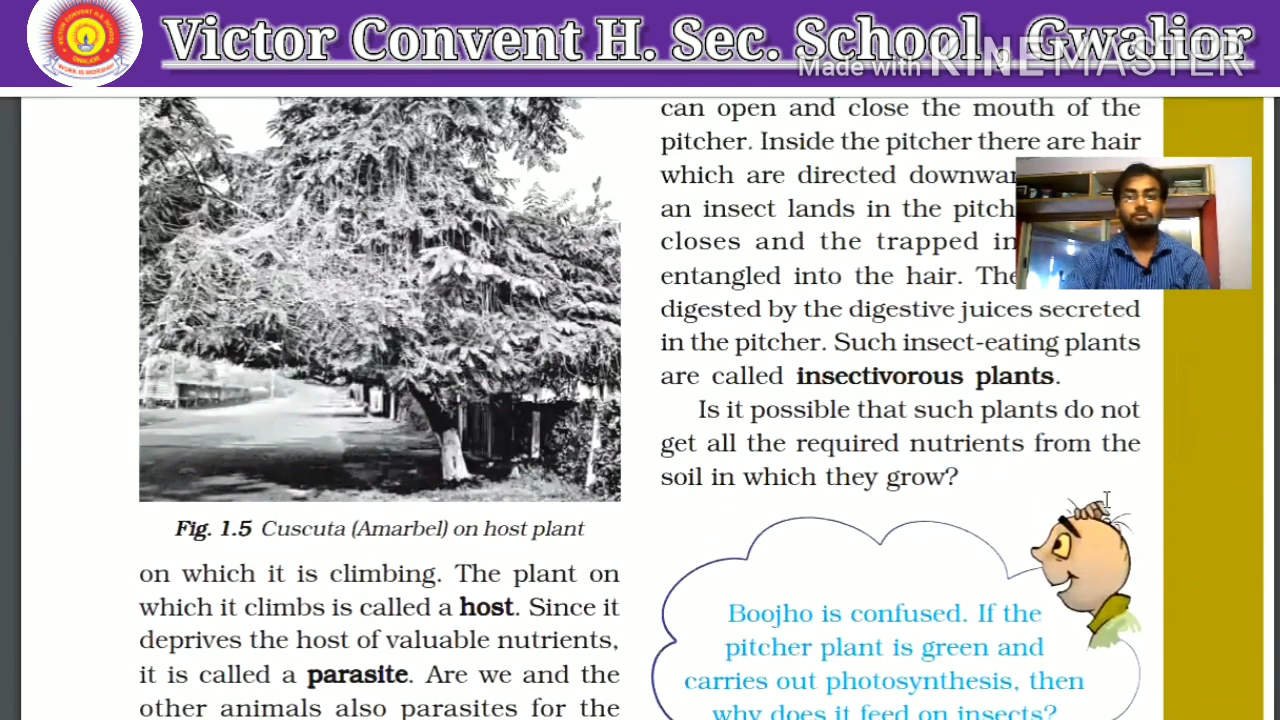 Victor Convent H. Sec. School , Gwalior
Made with KINEMASTER
Fig. 1.5 Cuscuta (Amarbel) on host plant
on which it is climbing. The plant on
which it climbs is called a host. Since it
deprives the host of valuable nutrients,
it is called a parasite. Are we and the
other animals also parasites for the
can open and close the mouth of the
pitcher. Inside the pitcher there are hair
which are directed
an insect lands in the
closes and the trapped
entangled into the hair.
digested by the digestive juices secreted
in the pitcher. Such insect-eating plants
are called insectivorous plants.
Is it possible that such plants do not
get all the required nutrients from the
soil in which they grow?
Boojho is confused. If the
pitcher plant is green and
carries out photosynthesis, then
why does it feed on insects?